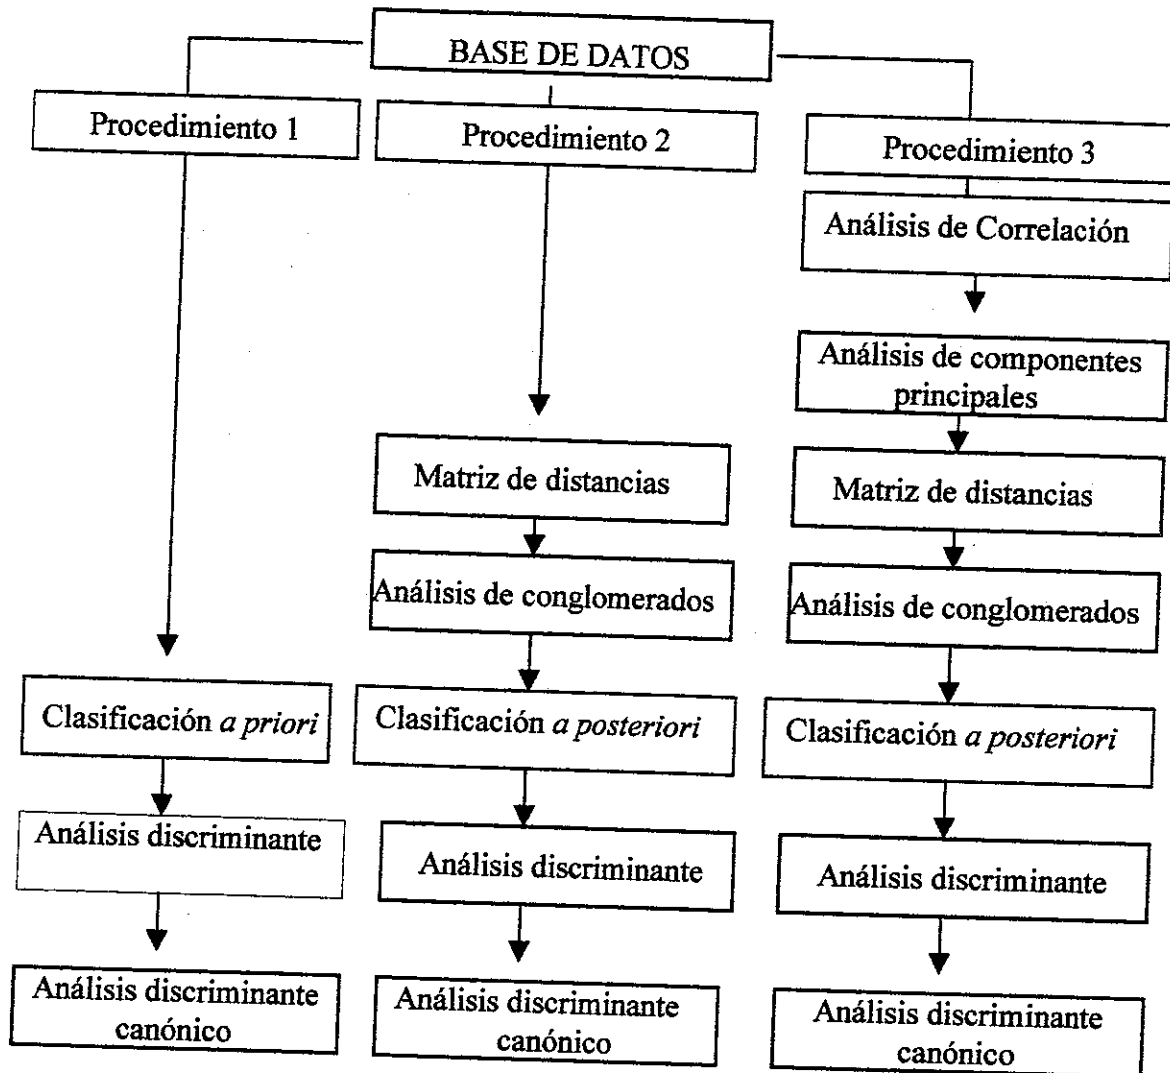 BASE DE DATOS
Procedimiento 1
Procedimiento 2
Procedimiento 3
Análisis de Correlación
Análisis de componentes
principales
Matriz de distancias
Matriz de distancias
Análisis de conglomerados
Análisis de conglomerados
Clasificación a priori
Clasificación a posteriori
Clasificación a posteriori
Análisis discriminante
Análisis discriminante
Análisis discriminante
Análisis discriminante
canónico
Análisis discriminante
canónico
Análisis discriminante
canónico